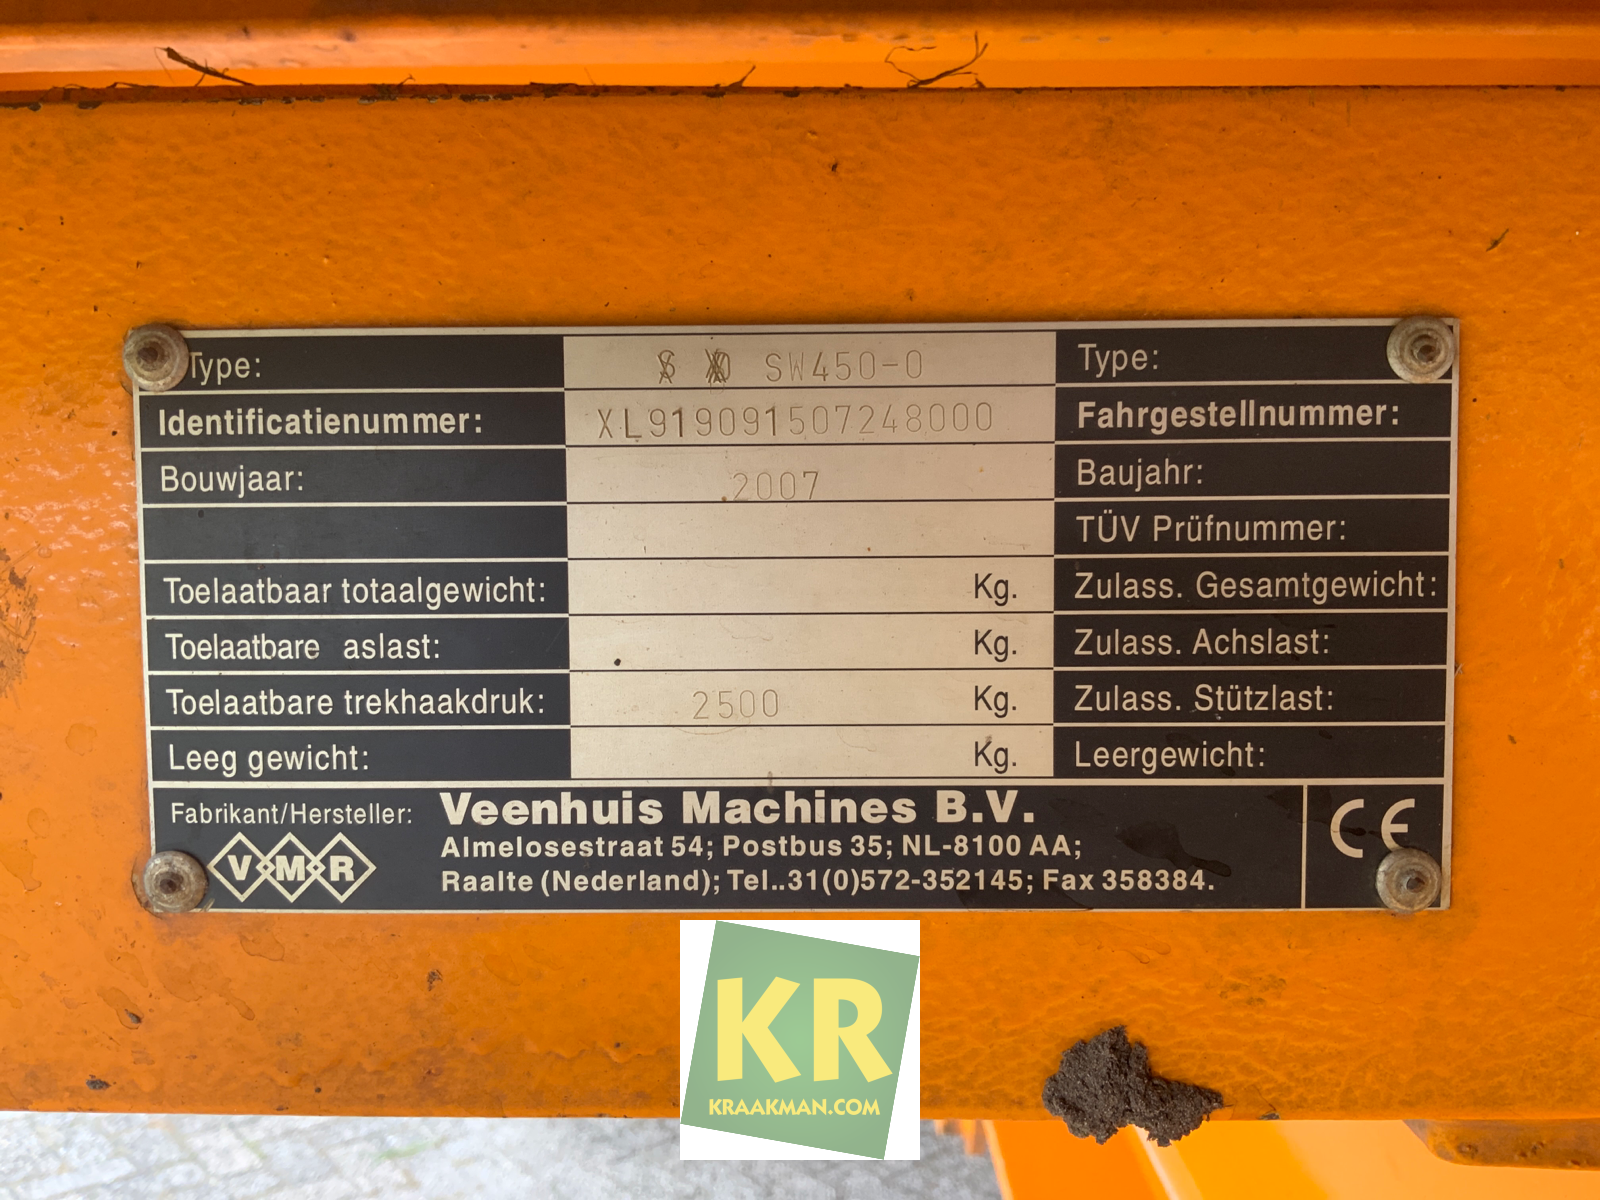 Type: SW450-0 Type:
Identificatienummer: XL919091507248000 Fahrgestellnummer:
Bouwjaar: 2007 Baujahr:
TÜV Prüfnummer:
Toelaatbaar totaalgewicht: Kg. Zulass. Gesamtgewicht:
Toelaatbare aslast: Kg. Zulass. Achslast:
Toelaatbare trekhaakdruk: 2500 Kg. Zulass. Stützlast:
Leeg gewicht: Kg. Leergewicht:
Fabrikant/Hersteller: Veenhuis Machines B.V. CE
VMR Almelosestraat 54; Postbus 35; NL-8100 AA;
Raalte (Nederland); Tel..31(0)572-352145; Fax 358384.
KR
KRAAKMAN.COM